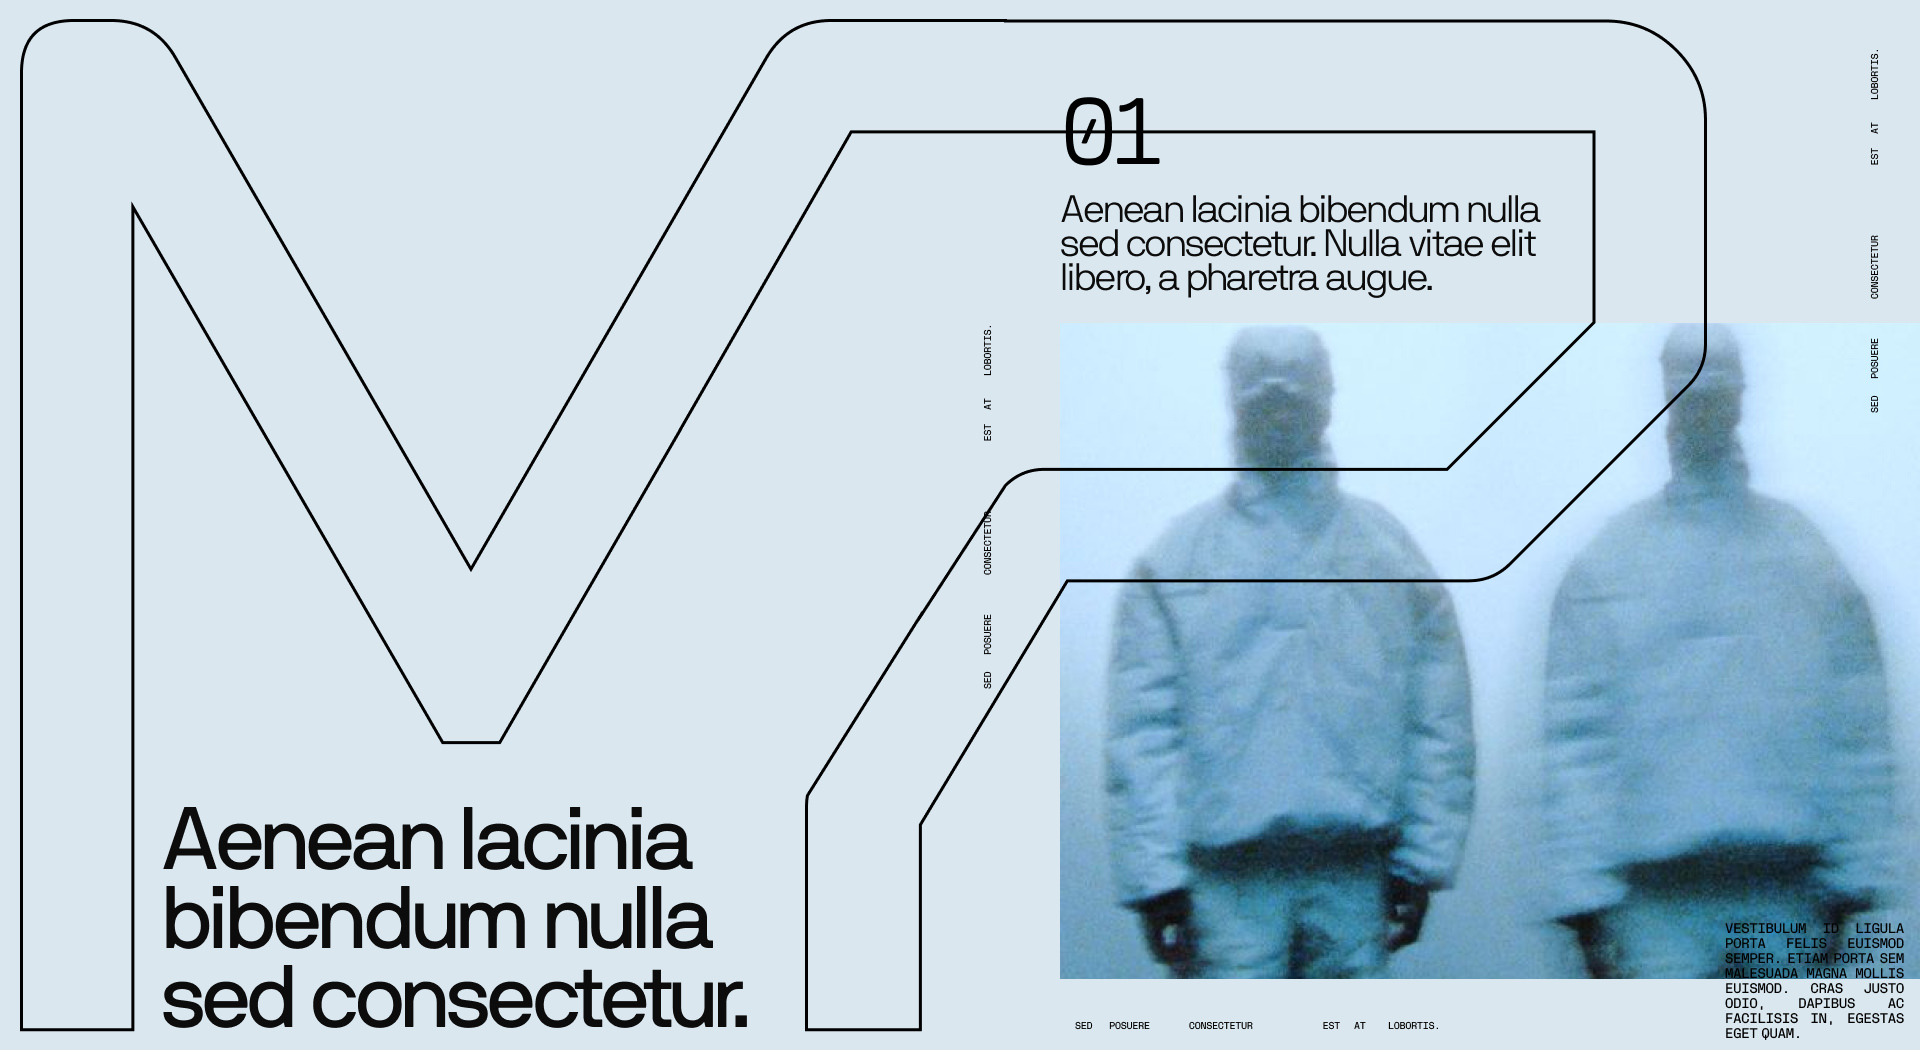 01
Aenean lacinia bibendum nulla
sed consectetur. Nulla vitae elit
libero, a pharetra augue.
SED POSUERE CONSECTETUR EST AT LOBORTIS.
SED POSUERE CONSECTETUR EST AT LOBORTIS.
Aenean lacinia
bibendum nulla
sed consectetur.
SED POSUERE CONSECTETUR EST AT LOBORTIS.
VESTIBULUM ID LIGULA
PORTA FELIS EUISMOD
SEMPER. ETIAM PORTA SEM
MALESUADA MAGNA MOLLIS
EUISMOD. CRAS JUSTO
ODIO, DAPIBUS AC
FACILISIS IN, EGESTAS
EGET QUAM.